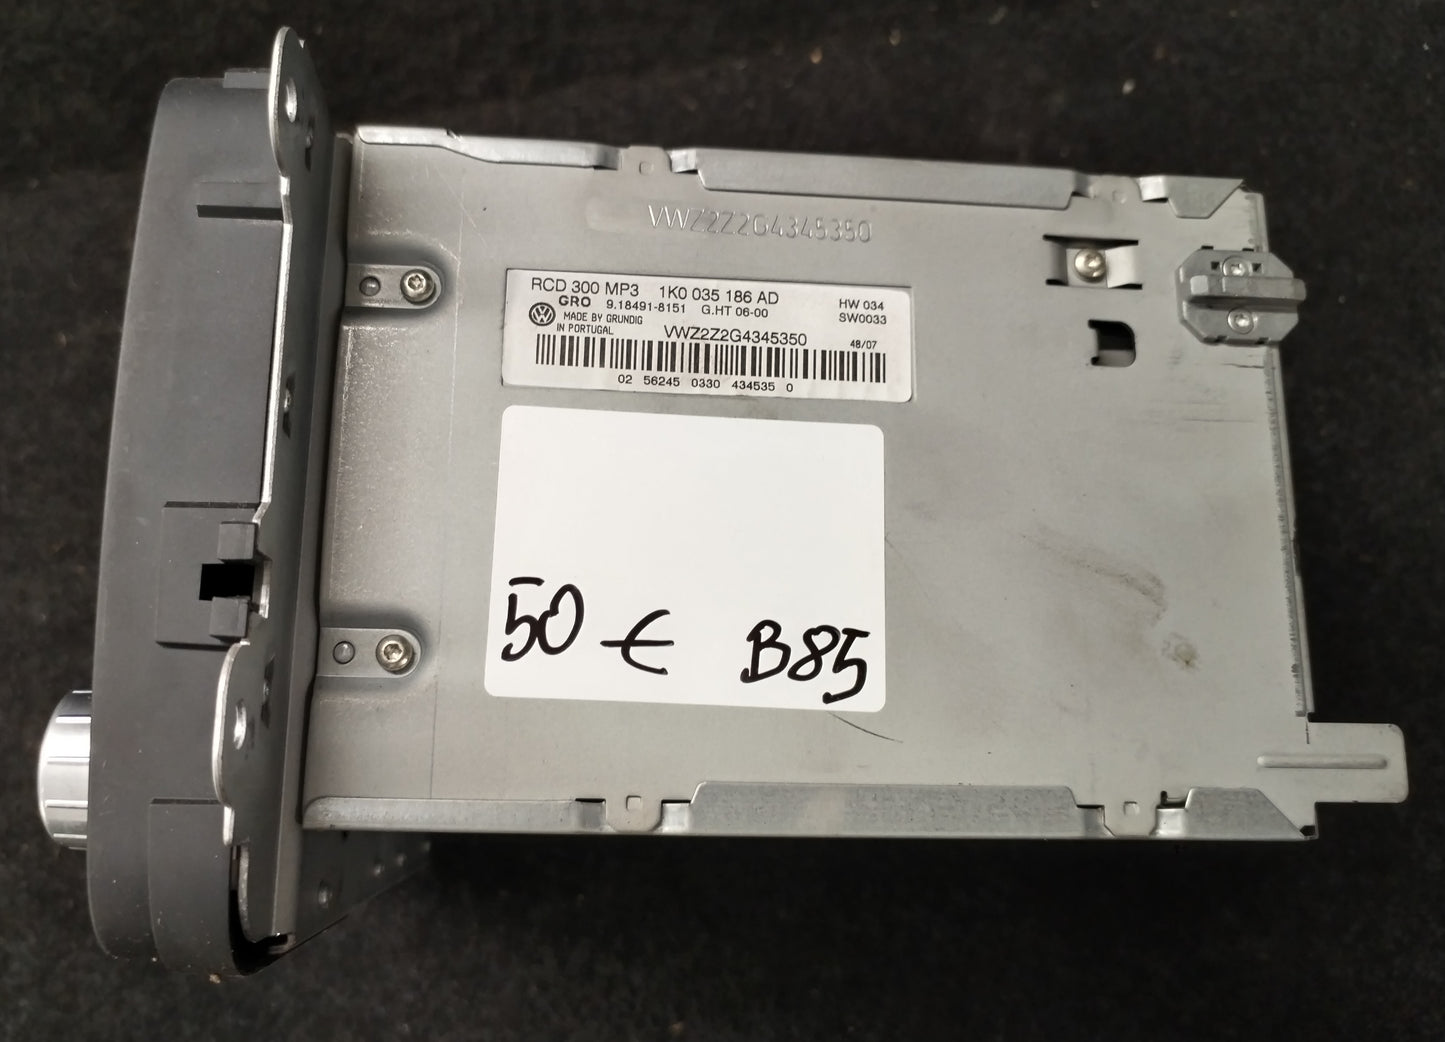 VWZ2Z2G4345350
RCD 300 MP3 1K0 035 186 AD HW 034
GRO 9.18491-8151 G.HT 06-00 SW0033
MADE BY GRUNDIG
IN PORTUGAL VWZ2Z2G4345350 48/07
02 56245 0330 434535 0
50 € B85